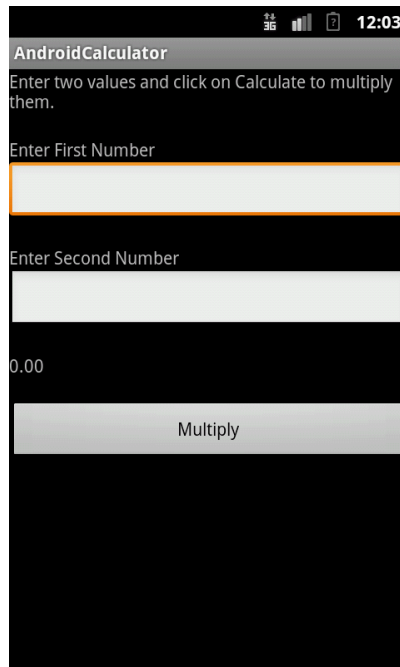 3G 12:03
AndroidCalculator
Enter two values and click on Calculate to multiply
them.
Enter First Number
Enter Second Number
0.00
Multiply